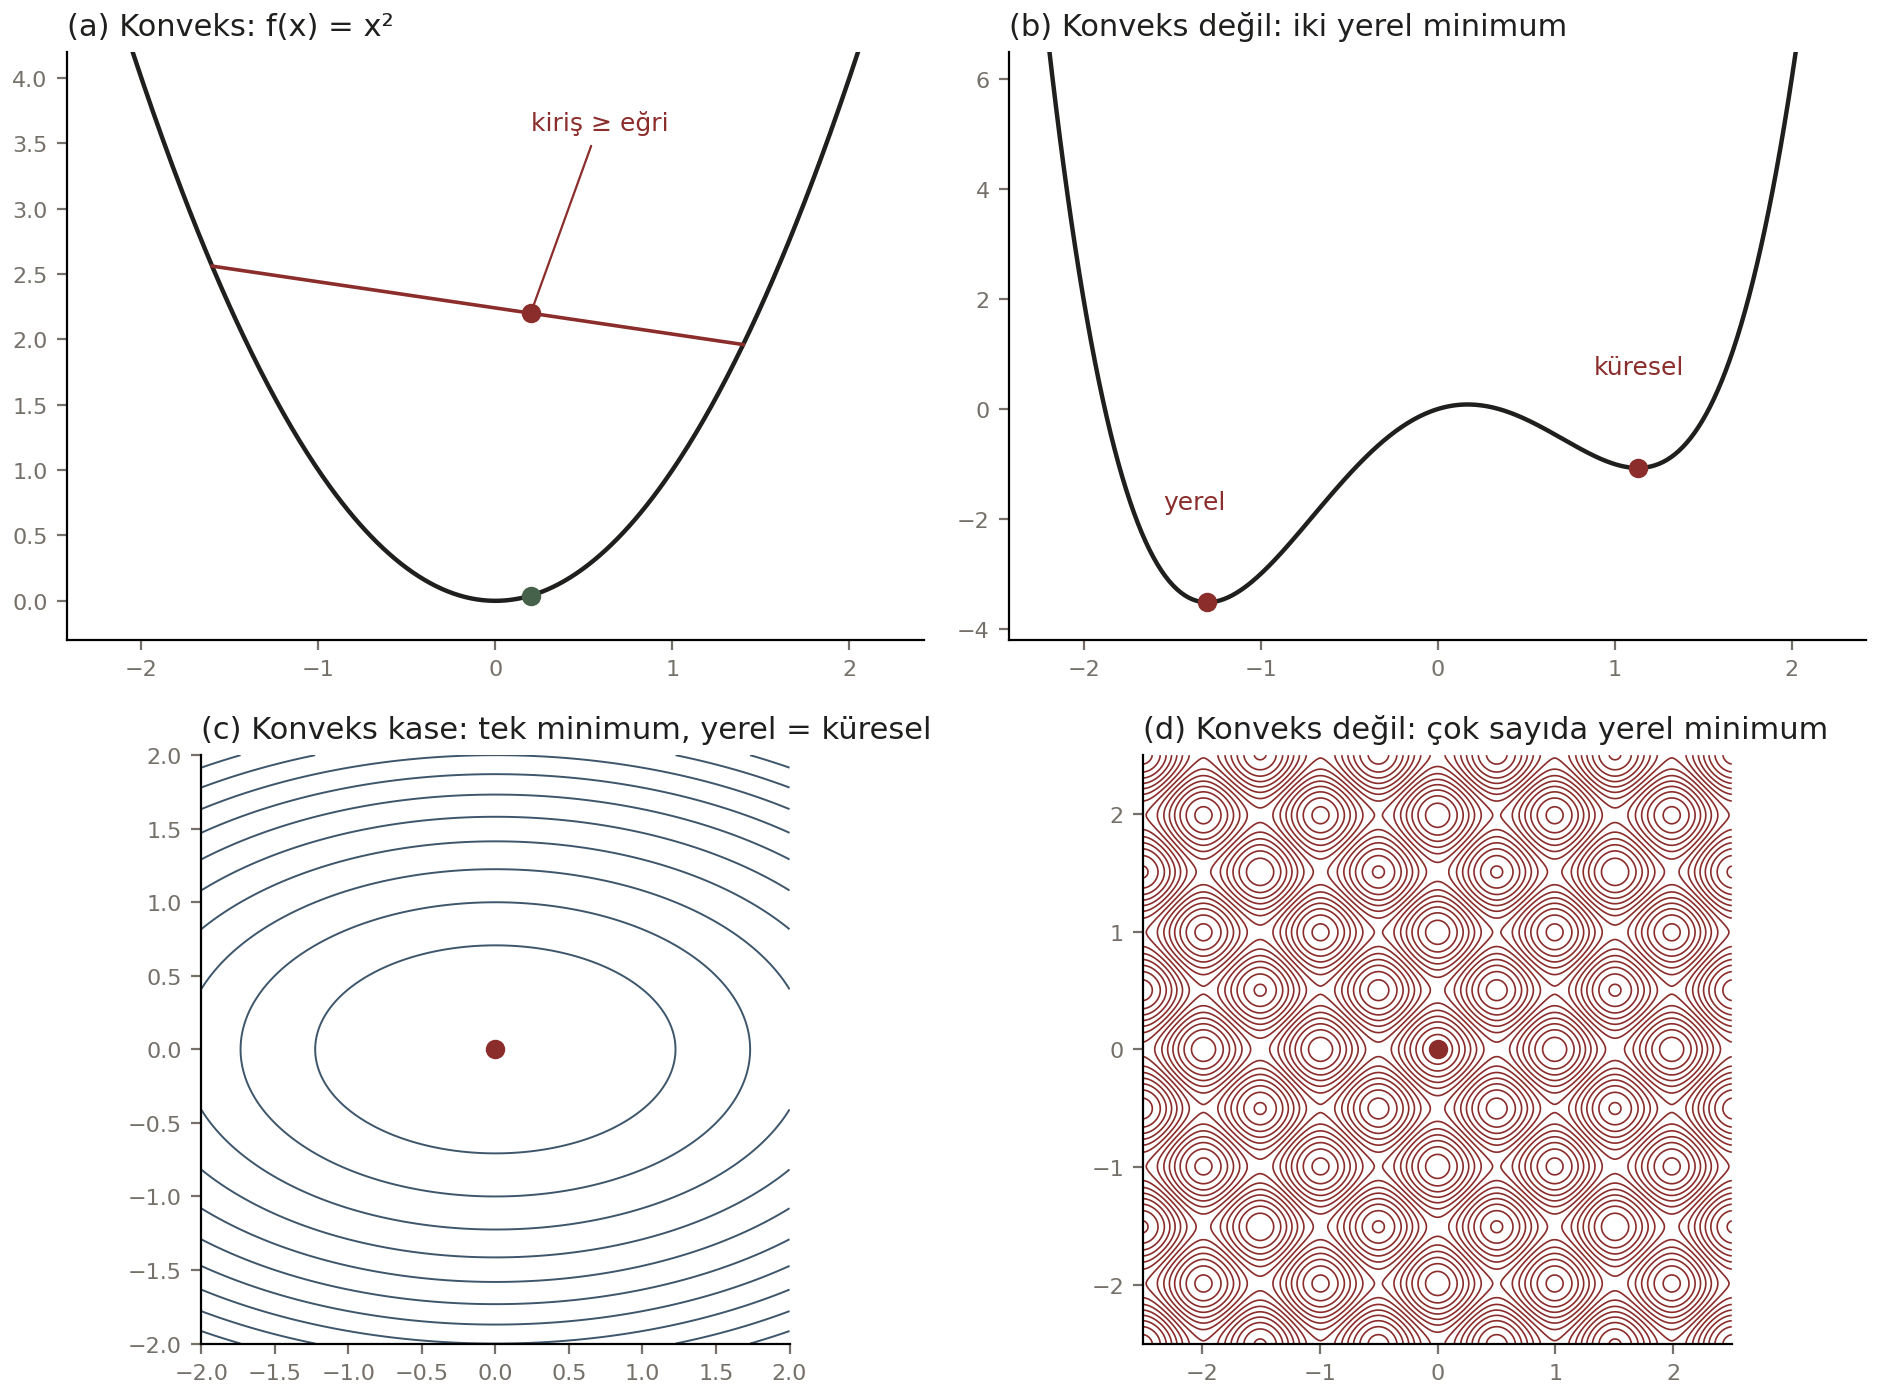 (a) Konveks: f(x) = x²
4.0
3.5
3.0
2.5
2.0
1.5
1.0
0.5
0.0
−2 −1 0 1 2
kiriş ≥ eğri
(b) Konveks değil: iki yerel minimum
6
4
2
0
−2
−4
−2 −1 0 1 2
küresel
yerel
(c) Konveks kase: tek minimum, yerel = küresel
2.0
1.5
1.0
0.5
0.0
−0.5
−1.0
−1.5
−2.0
−2.0 −1.5 −1.0 −0.5 0.0 0.5 1.0 1.5 2.0
(d) Konveks değil: çok sayıda yerel minimum
2
1
0
−1
−2
−2 −1 0 1 2